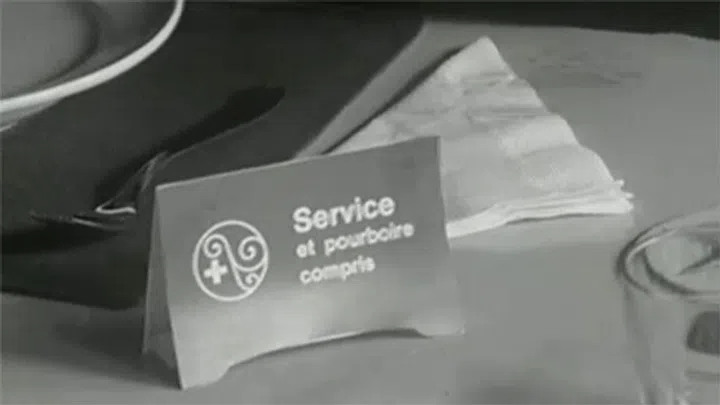 Service
et pourboire
compris